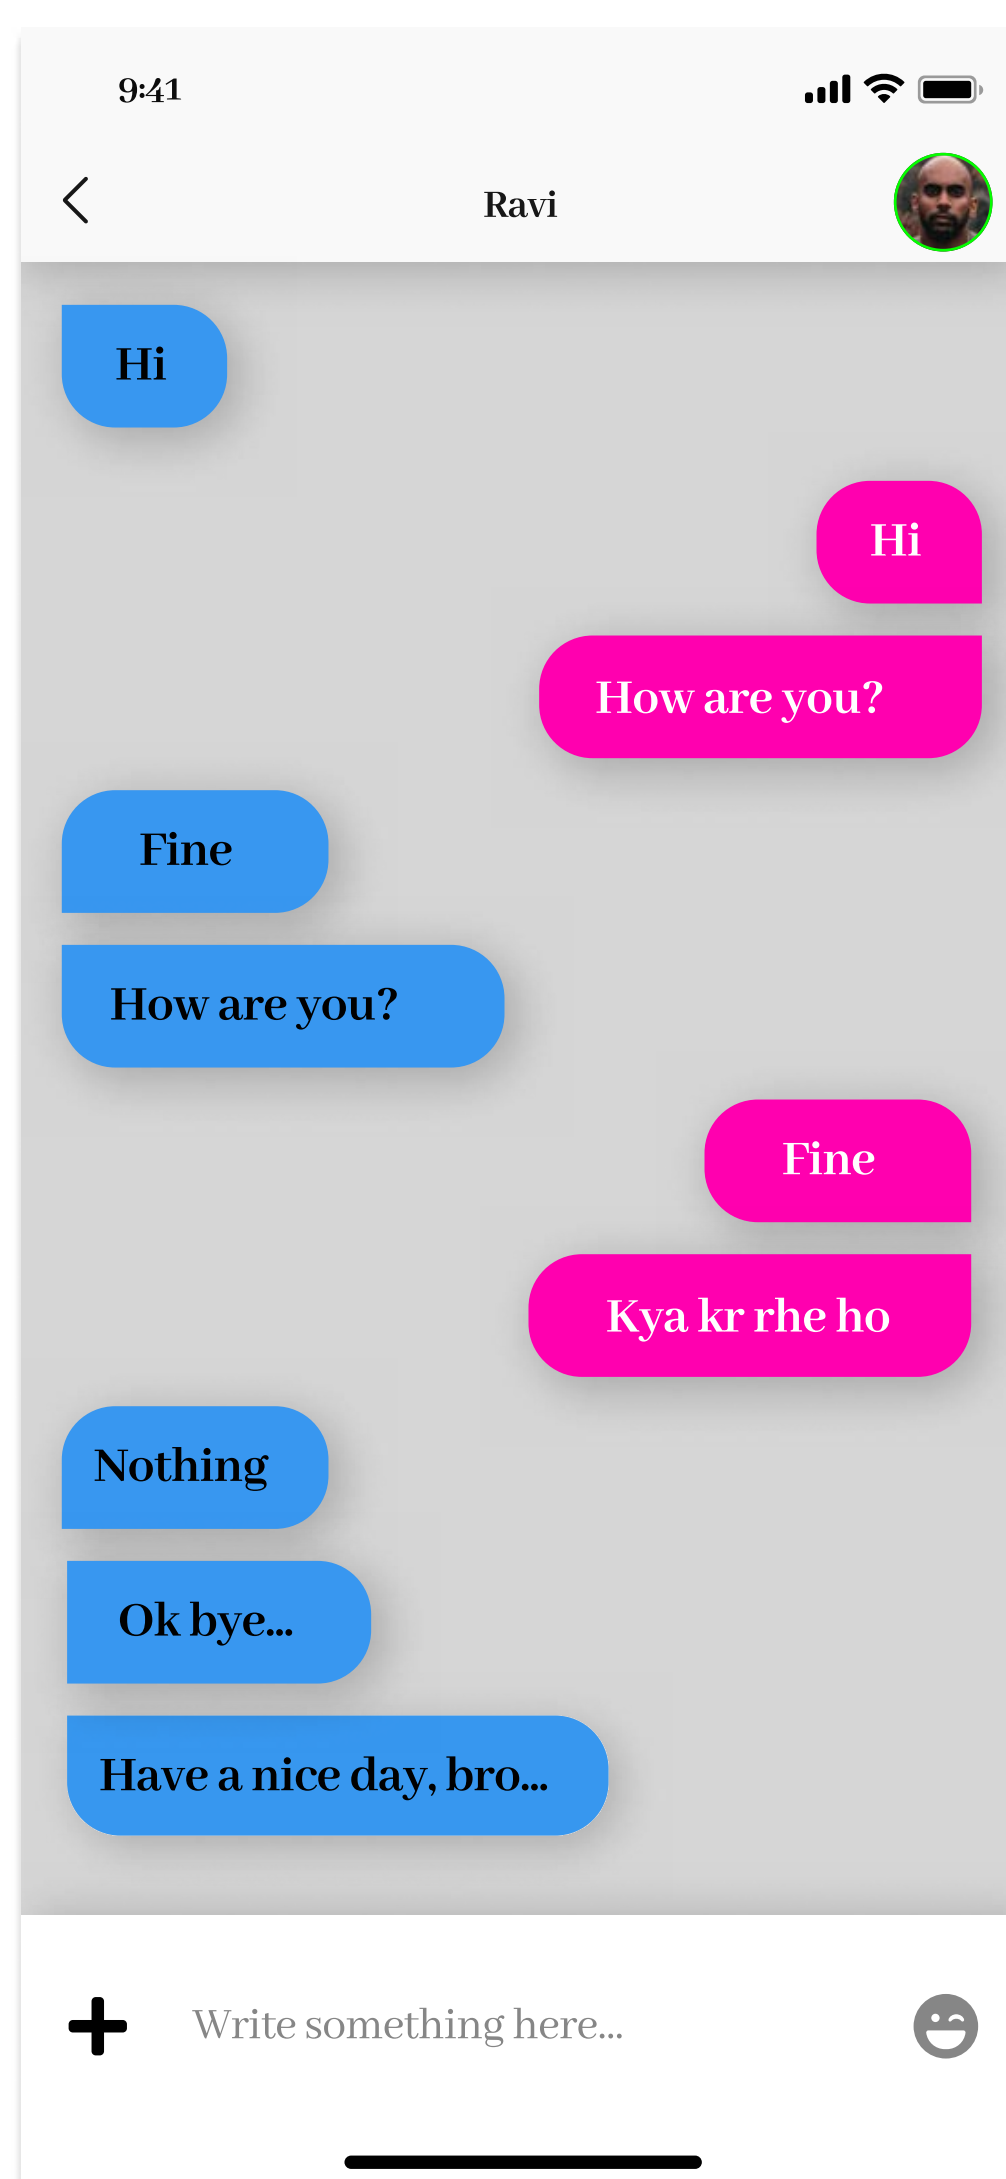 9:41
Ravi
Hi
Hi
How are you?
Fine
How are you?
Fine
Kya kr rhe ho
Nothing
Ok bye...
Have a nice day, bro...
Write something here...